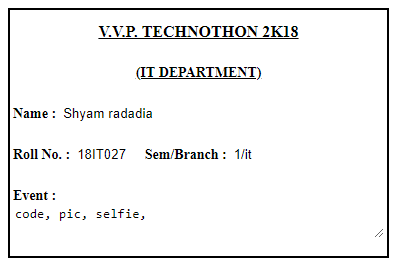 V.V.P. TECHNOTHON 2K18
(IT DEPARTMENT)
Name : Shyam radadia
Roll No. : 18IT027 Sem/Branch : 1/it
Event :
code, pic, selfie,